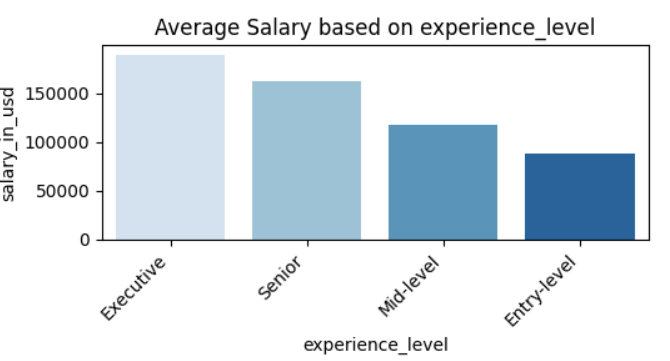 Average Salary based on experience_level
salary_in_usd
150000
100000
50000
0
Executive
Senior
Mid-level
Entry-level
experience_level